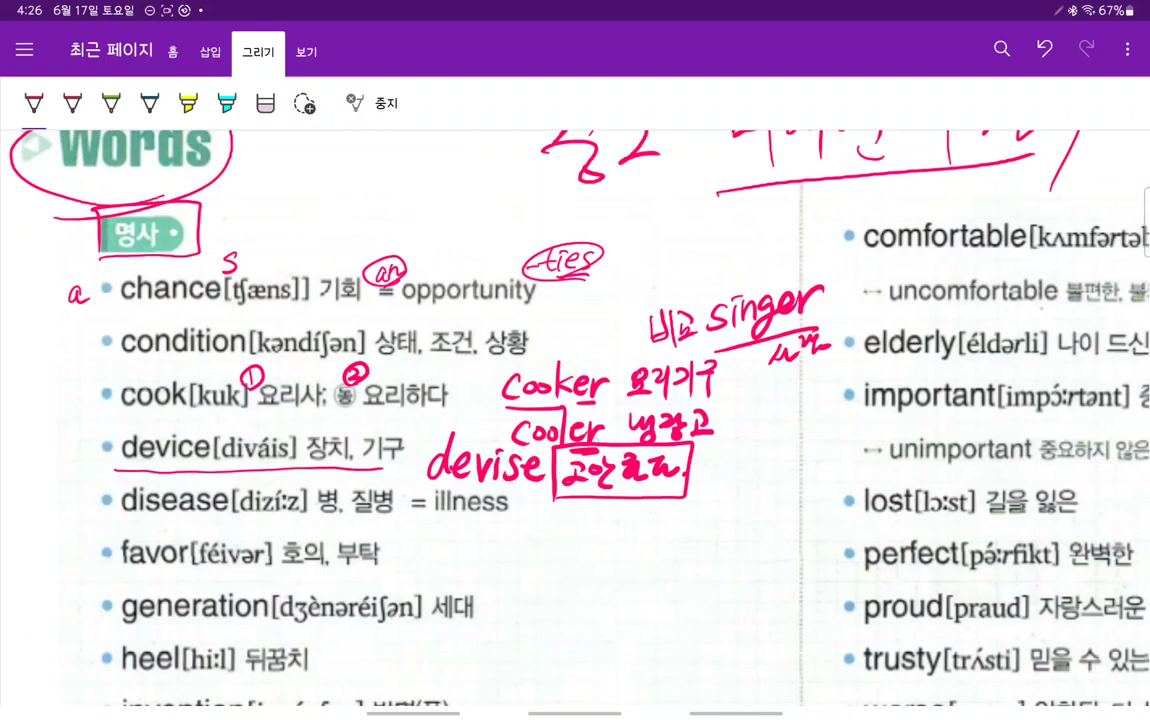 4:26 6월 17일 토요일 67%
최근 페이지 홈 삽입 그리기 보기
중지
Words
명사
a chance[tʃæns]] 기회 s = an opportunity -ties
condition[kəndíʃən] 상태, 조건, 상황
비교 singer
cook[kuk] ① 요리사; 동 ② 요리하다
cooker 요리기구
cooler 냉장고
device[diváis] 장치, 기구
devise 고안
disease[dizíːz] 병, 질병 = illness
favor[féivər] 호의, 부탁
generation[dʒènəréiʃən] 세대
heel[hiːl] 뒤꿈치
comfortable[kʌmfərtəb
↔ uncomfortable 불편한, 불
elderly[éldərli] 나이 드신
important[impɔ́ːrtənt] 중
↔ unimportant 중요하지 않은
lost[lɔːst] 길을 잃은
perfect[pə́ːrfikt] 완벽한
proud[praud] 자랑스러운
trusty[trʌ́sti] 믿을 수 있는